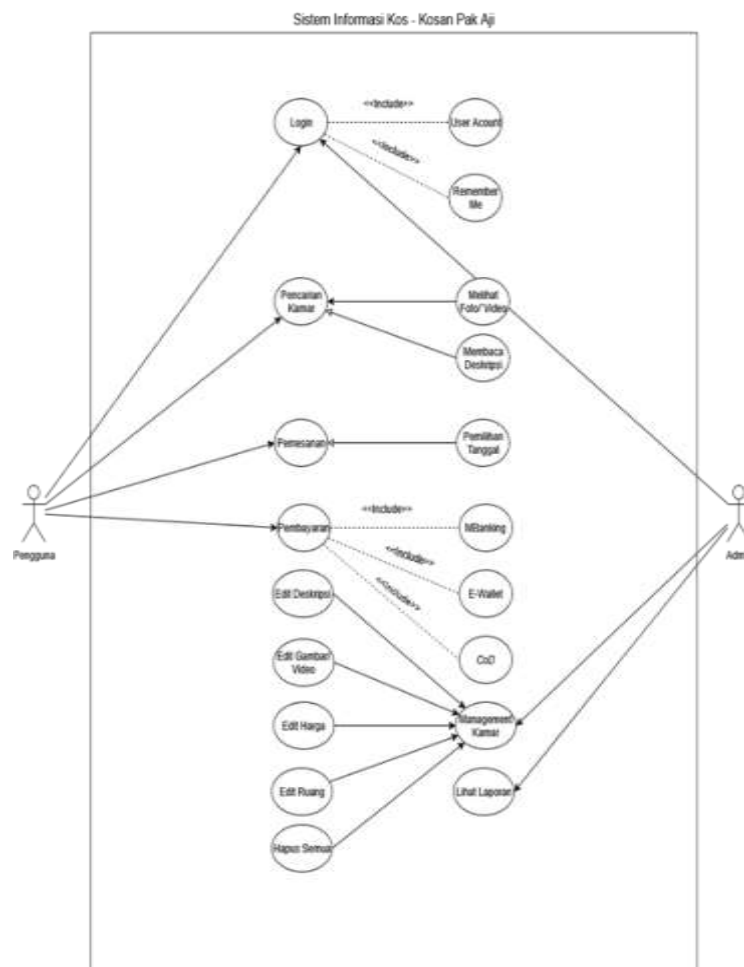 Sistem Informasi Kos - Kosan Pak Aji
Login
<<Include>>
User Acount
<<Include>>
Remember
Me
Pencarian
Kamar
Melihat
Foto/ Video
Membaca
Deskripsi
Pemesanan
Pemilihan
Tanggal
Pengguna
Admi
Pembayaran
<<Include>>
MBanking
<<Include>>
E-Wallet
<<Include>>
CoD
Edit Deskripsi
Edit Gambar/
Video
Edit Harga
Management
Kamar
Edit Ruang
Lihat Laporan
Hapus Semua